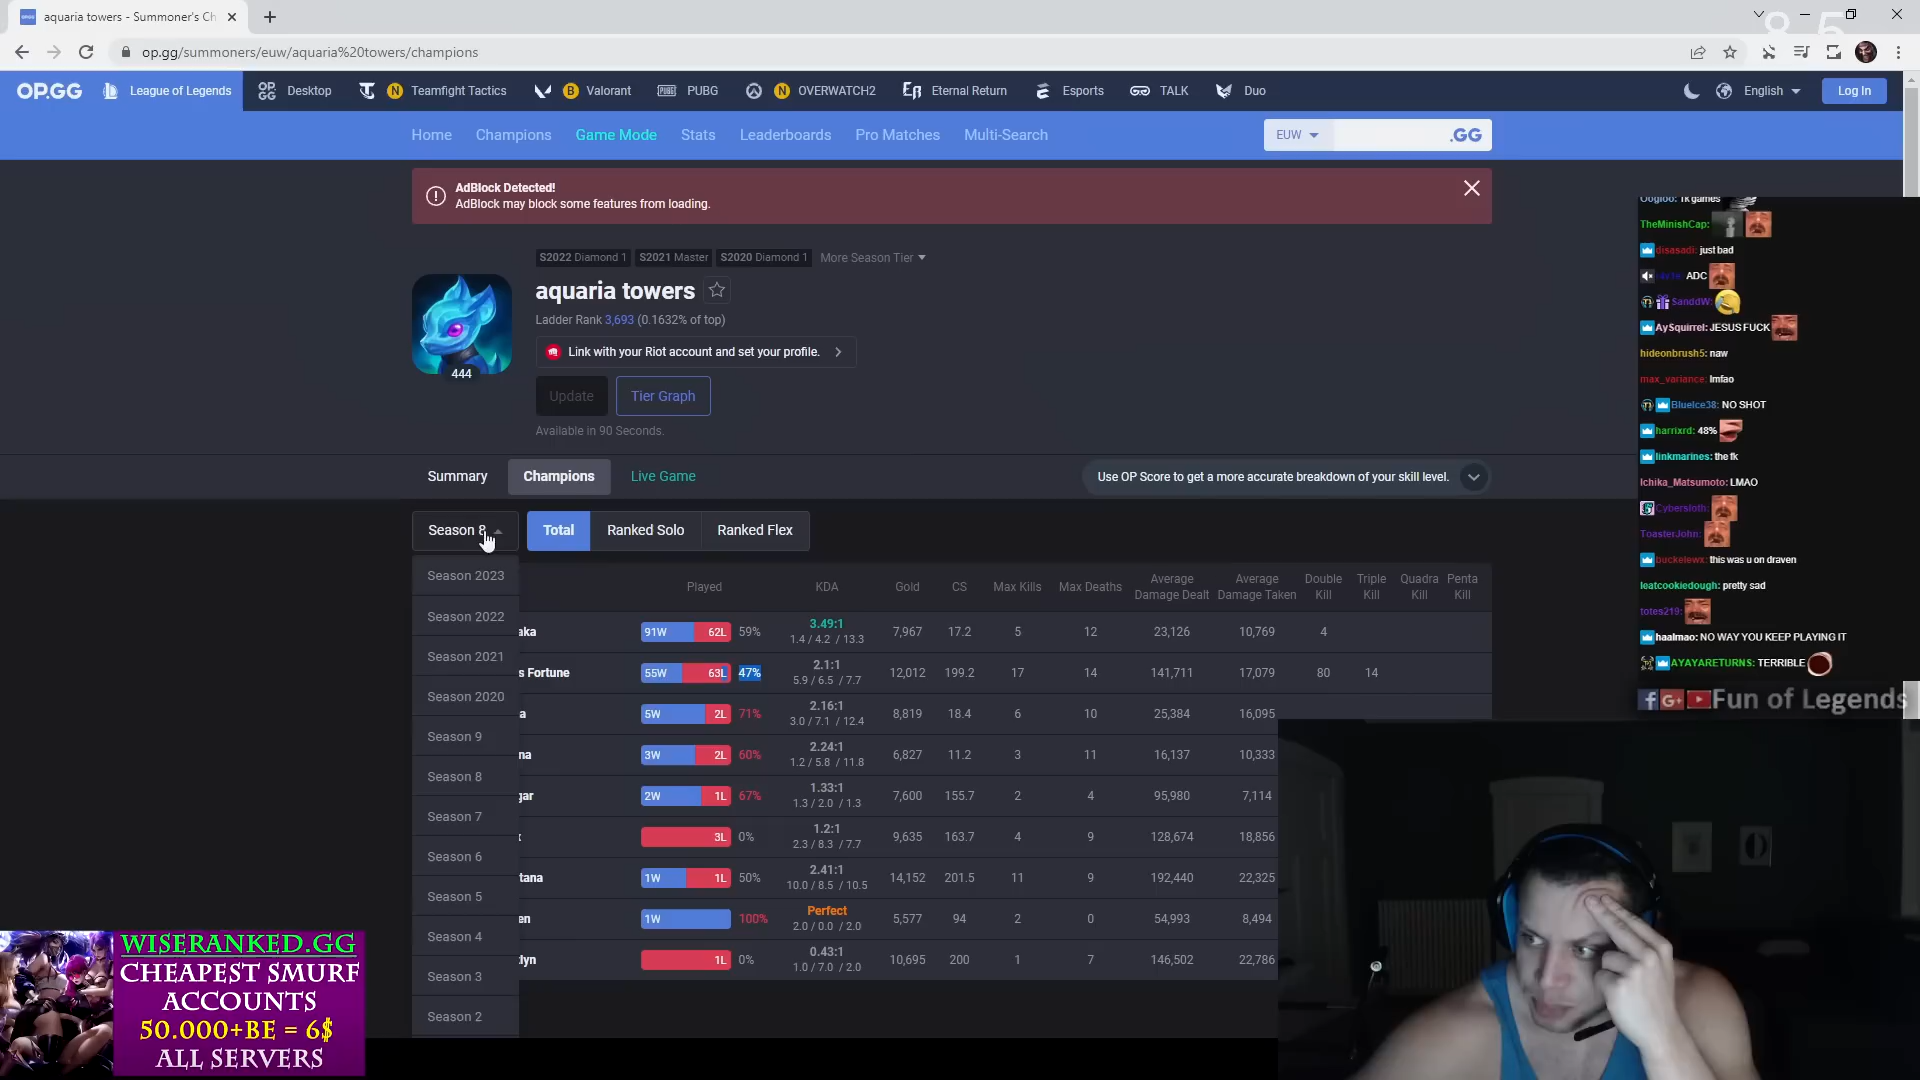 aquaria towers - Summoner's Ch
op.gg/summoners/euw/aquaria%20towers/champions
OP.GG League of Legends OP.GG Desktop N Teamfight Tactics B Valorant PUBG N OVERWATCH2 Eternal Return Esports TALK Duo English Log In
Home Champions Game Mode Stats Leaderboards Pro Matches Multi-Search EUW .GG
AdBlock Detected!
AdBlock may block some features from loading.
S2022 Diamond 1 S2021 Master S2020 Diamond 1 More Season Tier
aquaria towers
Ladder Rank 3,693 (0.1632% of top)
Link with your Riot account and set your profile.
444
Update Tier Graph
Available in 90 Seconds.
Summary Champions Live Game Use OP Score to get a more accurate breakdown of your skill level.
Season 8 Total Ranked Solo Ranked Flex
Season 2023
Season 2022
Season 2021
Season 2020
Season 9
Season 8
Season 7
Season 6
Season 5
Season 4
Season 3
Season 2
Played KDA Gold CS Max Kills Max Deaths Average Damage Dealt Average Damage Taken Double Kill Triple Kill Quadra Kill Penta Kill
aka 91W 62L 59% 3.49:1 1.4 / 4.2 / 13.3 7,967 17.2 5 12 23,126 10,769 4
s Fortune 55W 63L 47% 2.1:1 5.9 / 6.5 / 7.7 12,012 199.2 17 14 141,711 17,079 80 14
a 5W 2L 71% 2.16:1 3.0 / 7.1 / 12.4 8,819 18.4 6 10 25,384 16,095
na 3W 2L 60% 2.24:1 1.2 / 5.8 / 11.8 6,827 11.2 3 11 16,137 10,333
gar 2W 1L 67% 1.33:1 1.3 / 2.0 / 1.3 7,600 155.7 2 4 95,980 7,114
3L 0% 1.2:1 2.3 / 8.3 / 7.7 9,635 163.7 4 9 128,674 18,856
tana 1W 1L 50% 2.41:1 10.0 / 8.5 / 10.5 14,152 201.5 11 9 192,440 22,325
en 1W 100% Perfect 2.0 / 0.0 / 2.0 5,577 94 2 0 54,993 8,494
tlyn 1L 0% 0.43:1 1.0 / 7.0 / 2.0 10,695 200 1 7 146,502 22,786
Oogloo: 1k games
TheMinishCap:
disasadi: just bad
ADC
SanddW:
AySquirrel: JESUS FUCK
hideonbrush5: naw
max_variance: lmfao
BlueIce38: NO SHOT
harrixrd: 48%
linkmarines: the fk
Ichika_Matsumoto: LMAO
Cybersloth:
ToasterJohn:
buckelewx: this was u on draven
leatcookiedough: pretty sad
totes219:
haalmao: NO WAY YOU KEEP PLAYING IT
AYAYARETURNS: TERRIBLE
Fun of Legends
WISERANKED.GG
CHEAPEST SMURF
ACCOUNTS
50.000+BE = 6$
ALL SERVERS